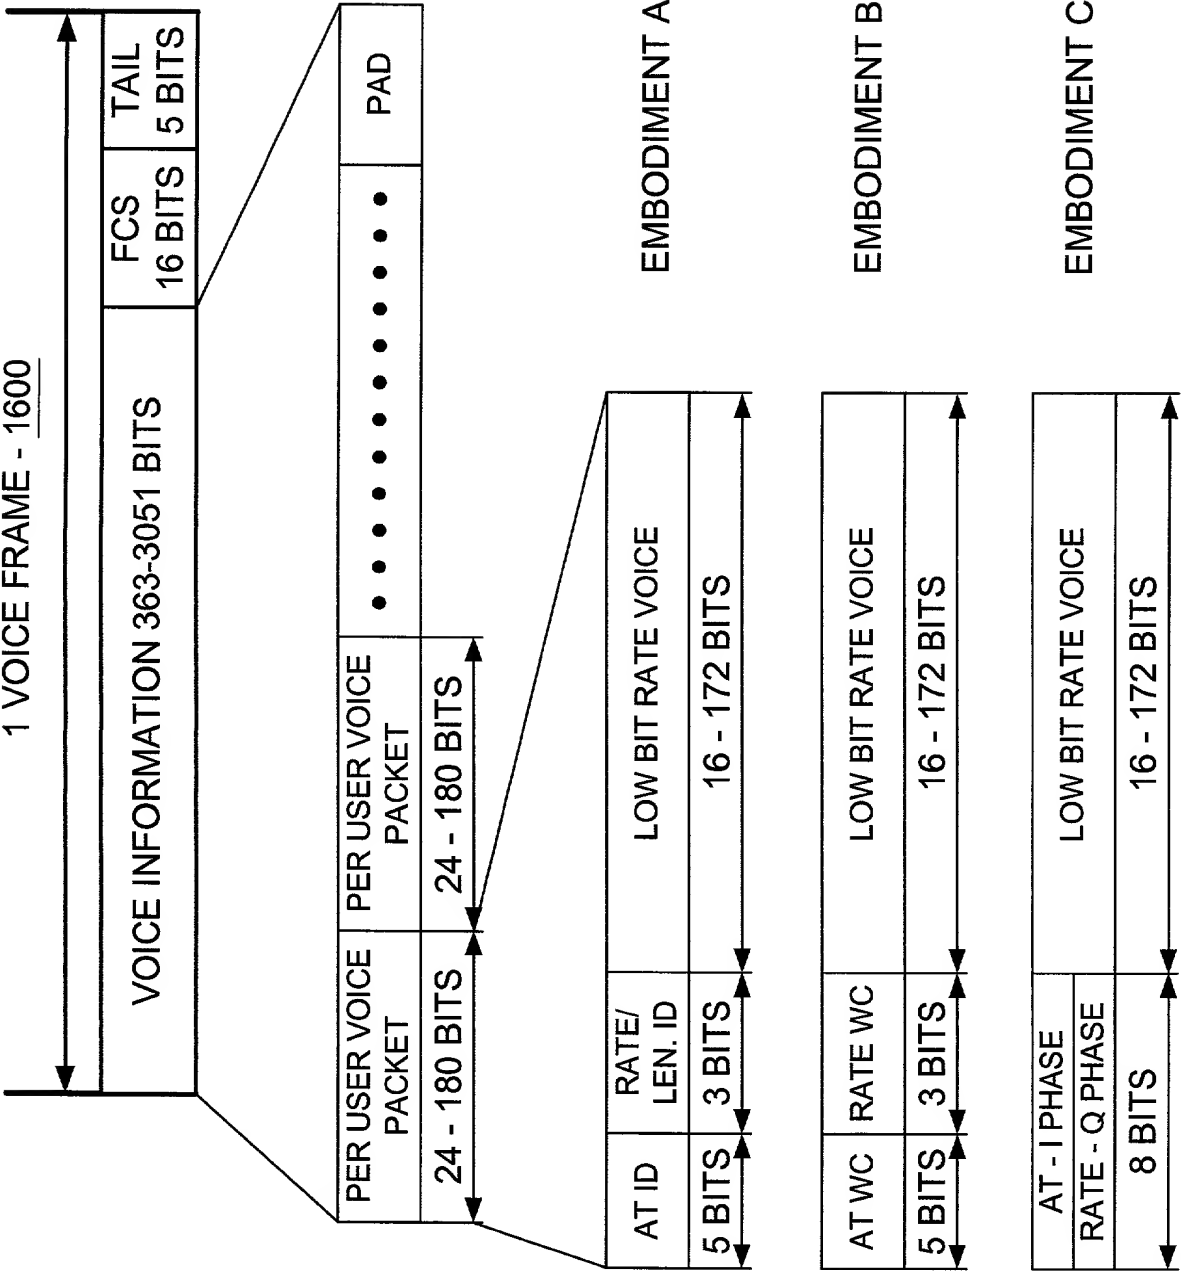 1 VOICE FRAME - 1600
VOICE INFORMATION 363-3051 BITS
FCS
16 BITS
TAIL
5 BITS
PER USER VOICE
PACKET
24 - 180 BITS
PER USER VOICE
PACKET
24 - 180 BITS
PAD
AT ID
5 BITS
RATE/
LEN. ID
3 BITS
LOW BIT RATE VOICE
16 - 172 BITS
EMBODIMENT A
AT WC
5 BITS
RATE WC
3 BITS
LOW BIT RATE VOICE
16 - 172 BITS
EMBODIMENT B
AT - I PHASE
RATE - Q PHASE
8 BITS
LOW BIT RATE VOICE
16 - 172 BITS
EMBODIMENT C